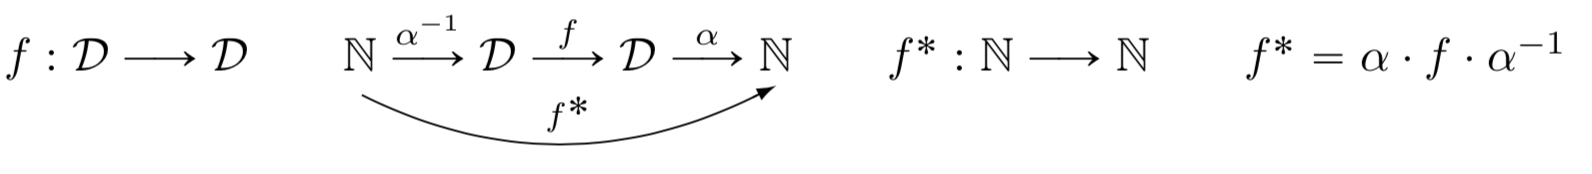 f : 𝒟 ⟶ 𝒟 ℕ α⁻¹⟶ 𝒟 f⟶ 𝒟 α⟶ ℕ f* : ℕ ⟶ ℕ f* = α · f · α⁻¹
f*